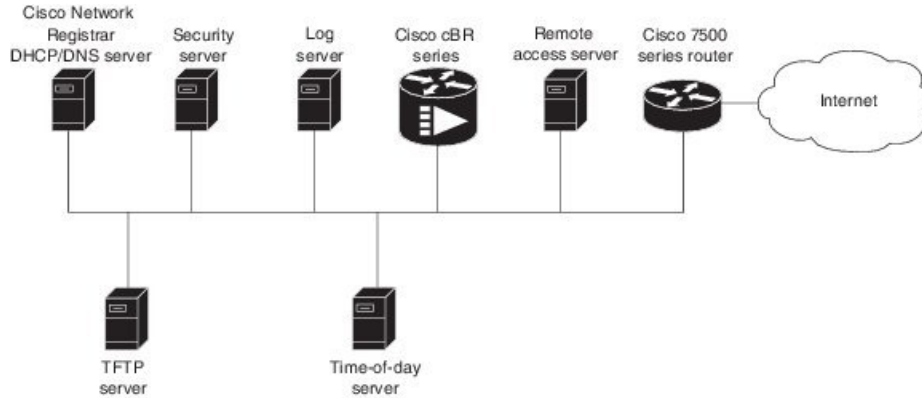 Cisco Network
Registrar
DHCP/DNS server
Security
server
Log
server
Cisco cBR
series
Remote
access server
Cisco 7500
series router
Internet
TFTP
server
Time-of-day
server